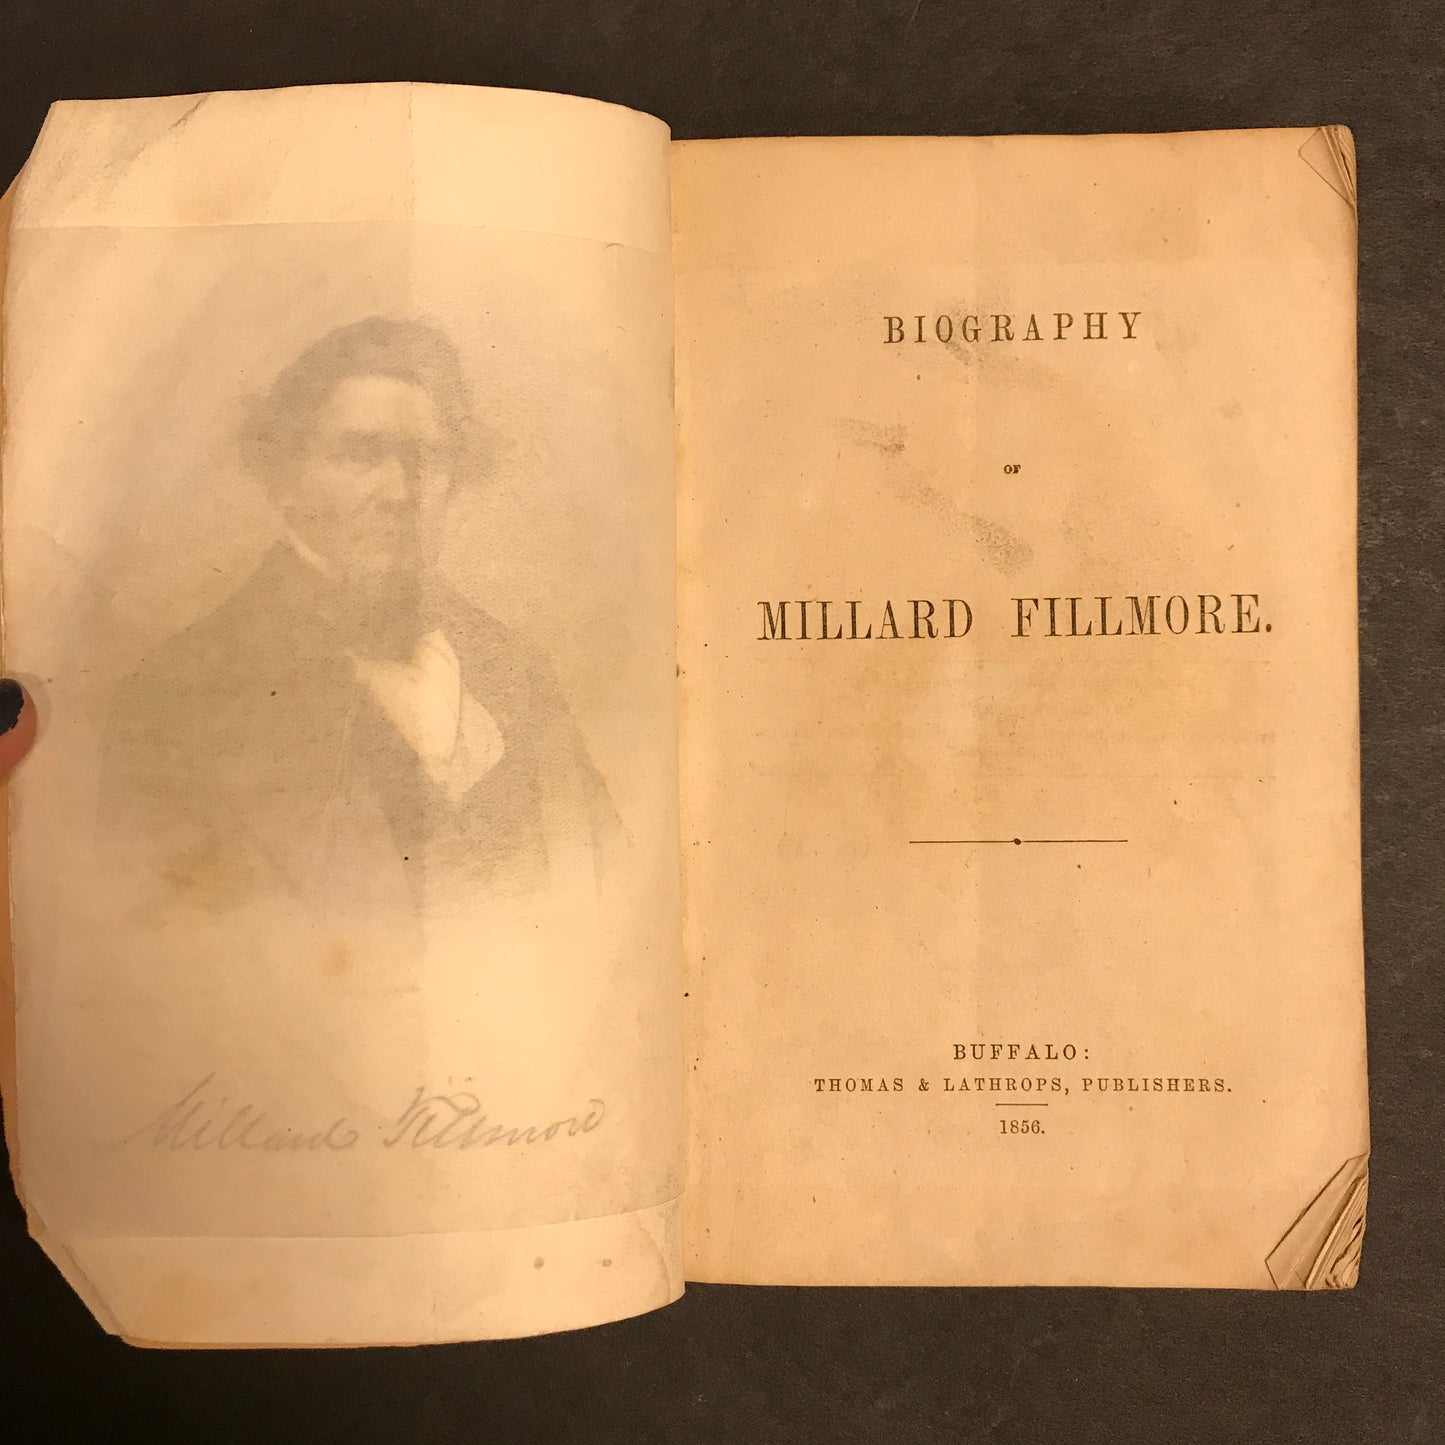 Millard Fillmore
BIOGRAPHY
OF
MILLARD FILLMORE.
BUFFALO:
THOMAS & LATHROPS, PUBLISHERS.
1856.